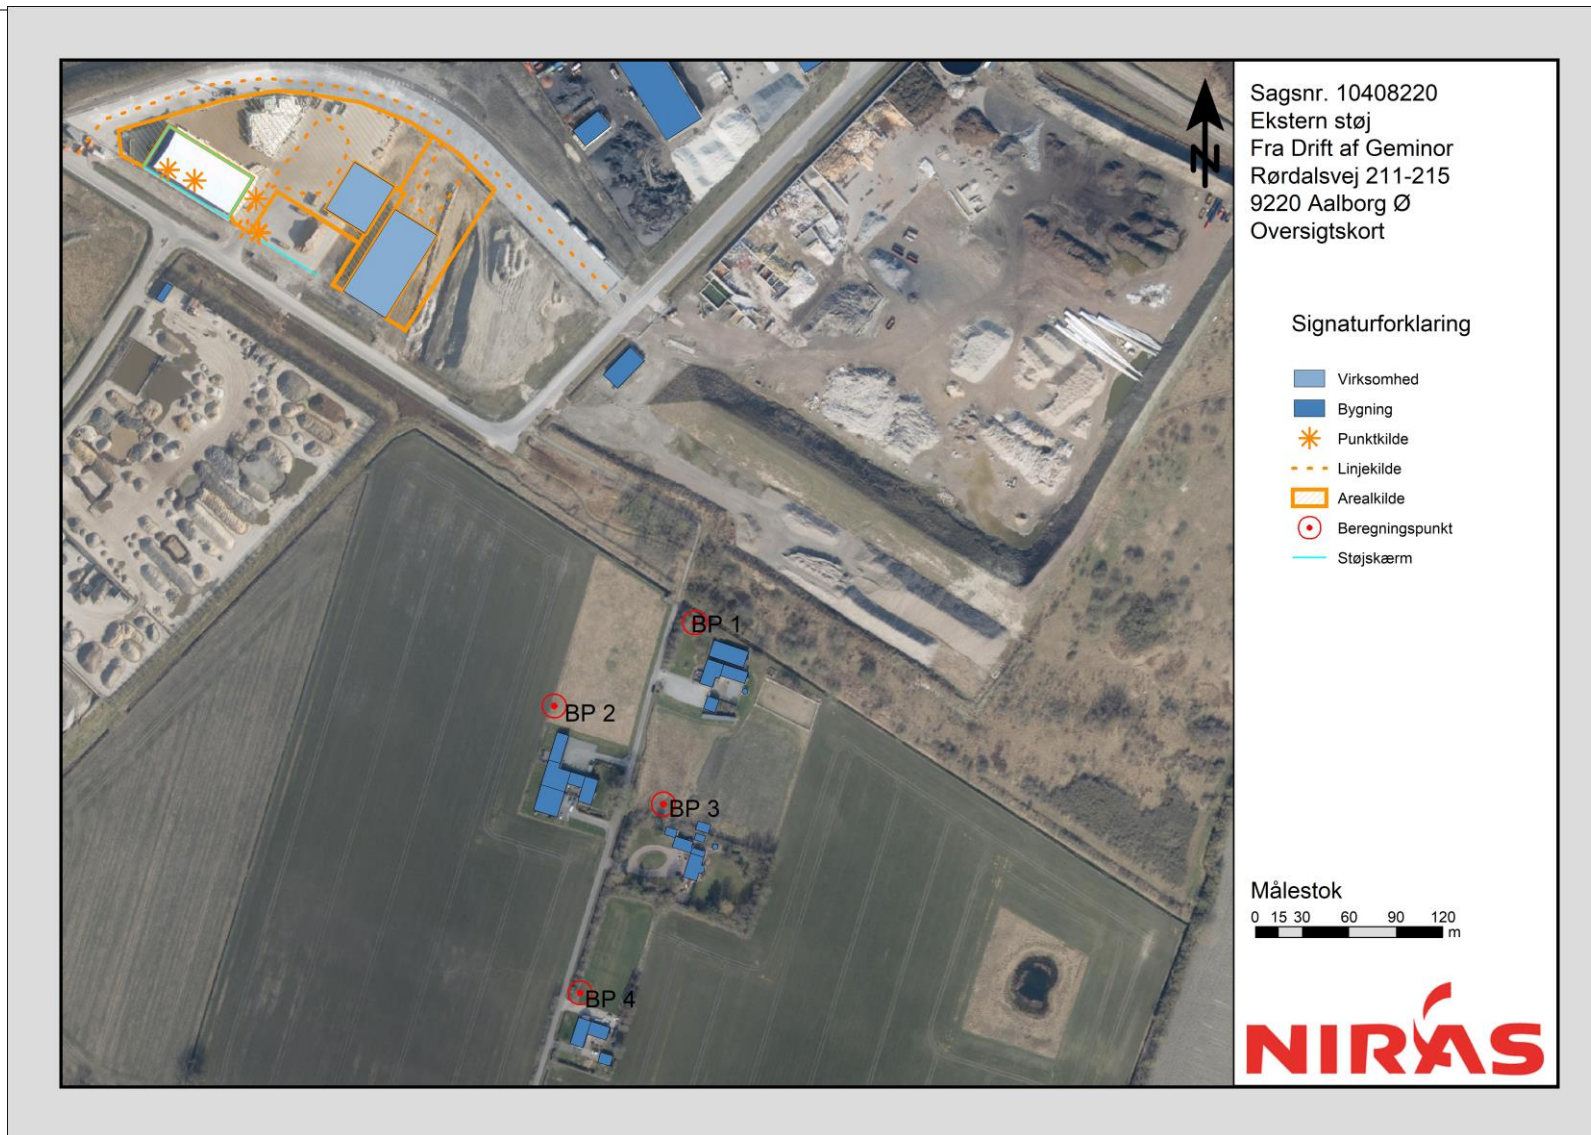 Sagsnr. 10408220
Ekstern støj
Fra Drift af Geminor
Rørdalsvej 211-215
9220 Aalborg Ø
Oversigtskort
N
Signaturforklaring
Virksomhed
Bygning
Punktkilde
Linjekilde
Arealkilde
Beregningspunkt
Støjskærm
BP 1
BP 2
BP 3
BP 4
Målestok
0 15 30 60 90 120
m
NIRAS